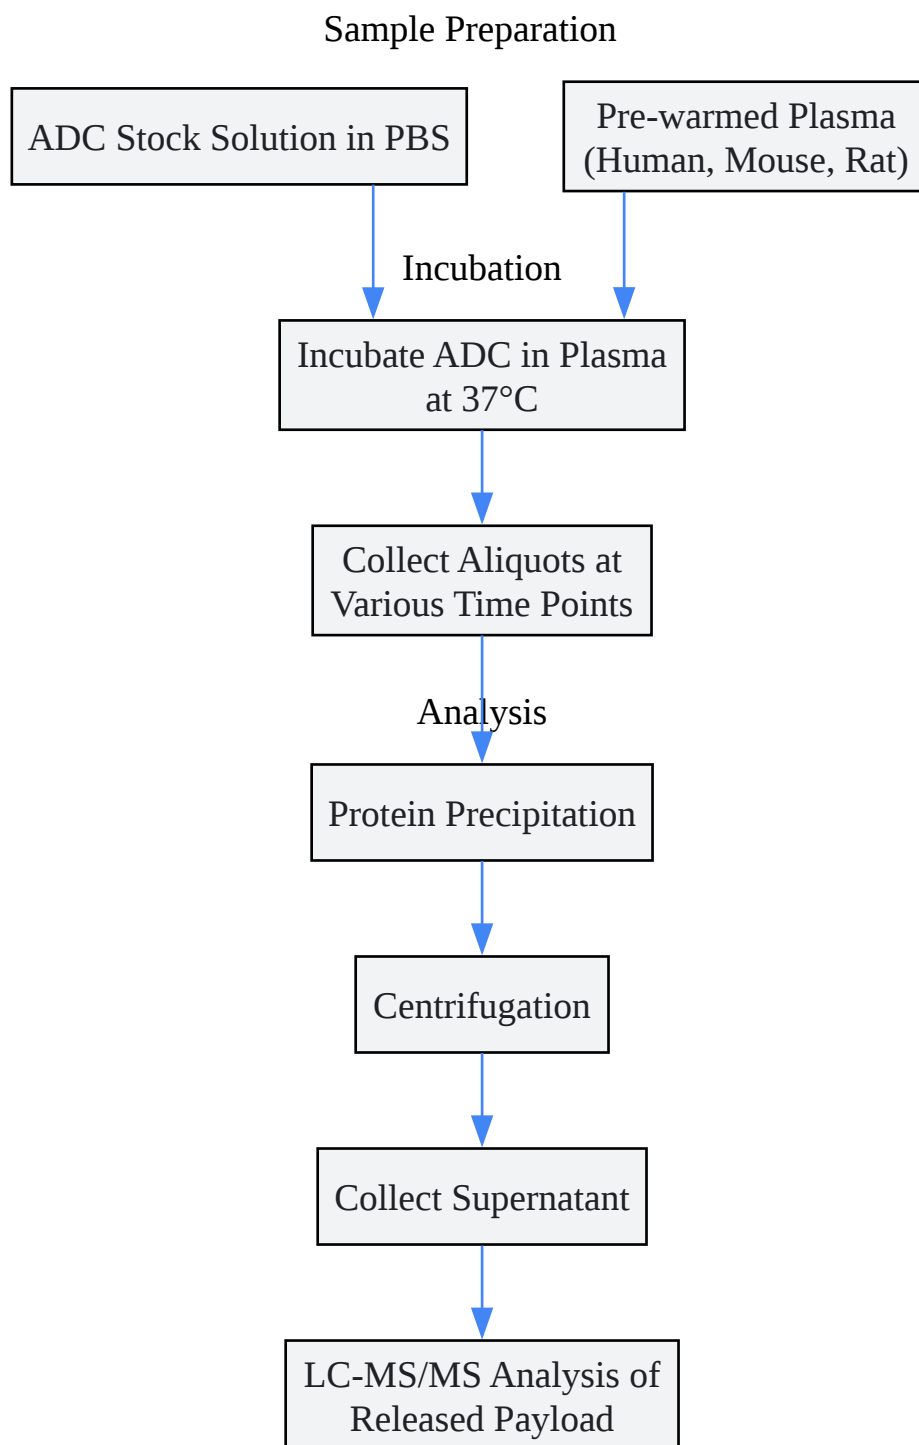 Sample Preparation
ADC Stock Solution in PBS
Pre-warmed Plasma
(Human, Mouse, Rat)
Incubation
Incubate ADC in Plasma
at 37°C
Collect Aliquots at
Various Time Points
Analysis
Protein Precipitation
Centrifugation
Collect Supernatant
LC-MS/MS Analysis of
Released Payload